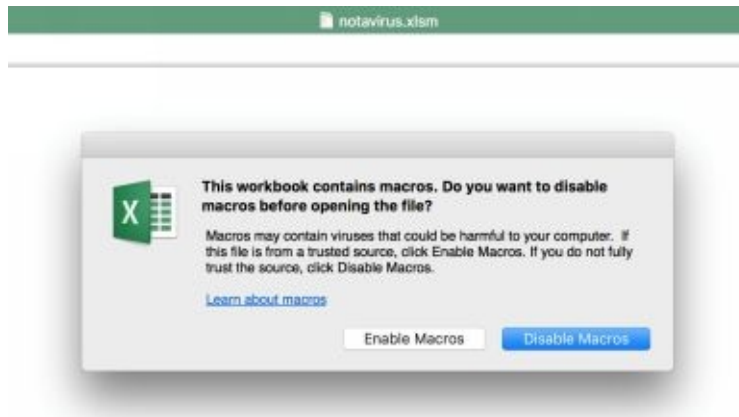 notavirus.xlsm
This workbook contains macros. Do you want to disable
macros before opening the file?
Macros may contain viruses that could be harmful to your computer. If
this file is from a trusted source, click Enable Macros. If you do not fully
trust the source, click Disable Macros.
Learn about macros
Enable Macros Disable Macros